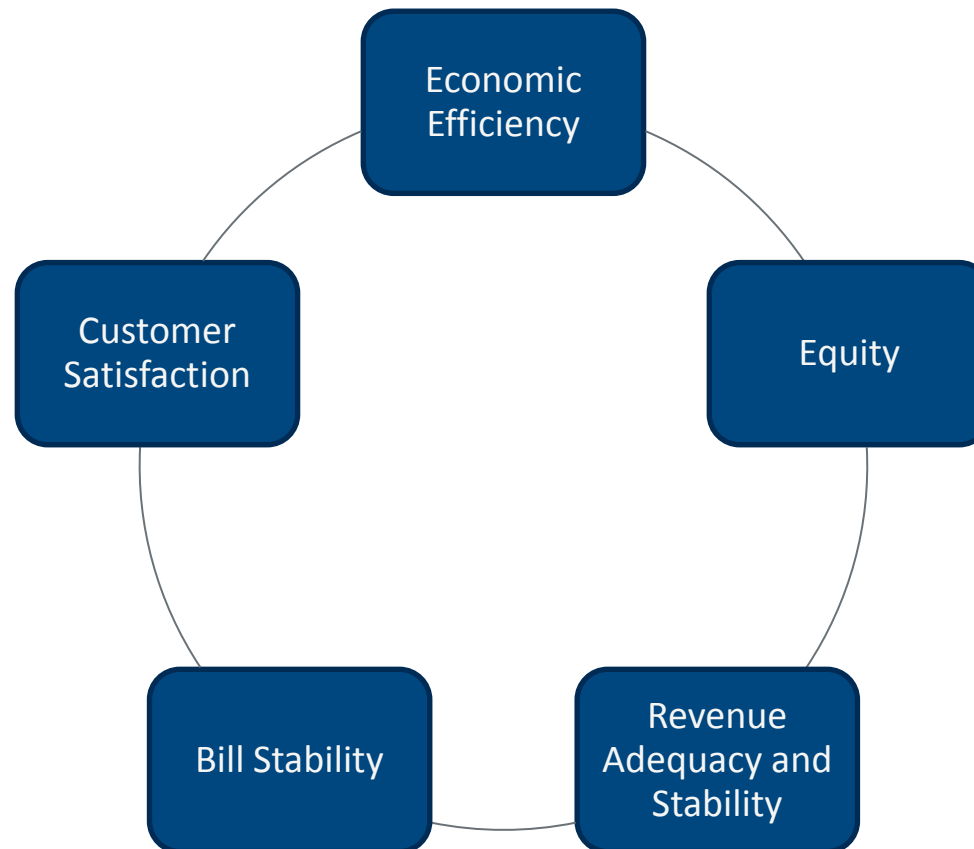 Economic
Efficiency
Equity
Revenue
Adequacy and
Stability
Bill Stability
Customer
Satisfaction